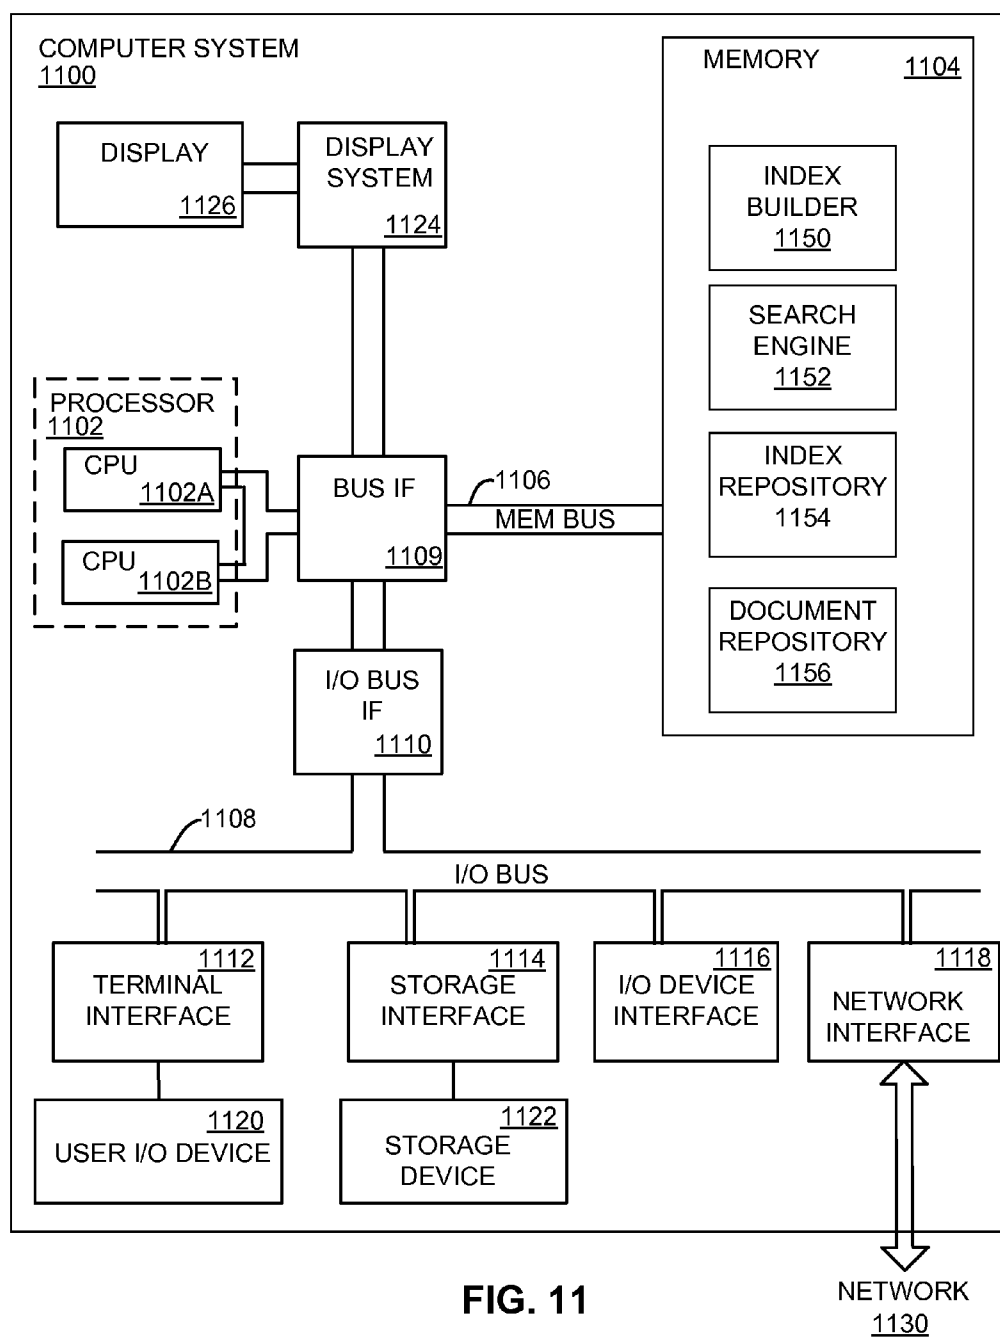 COMPUTER SYSTEM
1100
MEMORY
1104
DISPLAY
1126
DISPLAY
SYSTEM
1124
INDEX
BUILDER
1150
SEARCH
ENGINE
1152
INDEX
REPOSITORY
1154
DOCUMENT
REPOSITORY
1156
PROCESSOR
1102
CPU
1102A
CPU
1102B
BUS IF
1109
1106
MEM BUS
I/O BUS
IF
1110
1108
I/O BUS
1112
TERMINAL
INTERFACE
1114
STORAGE
INTERFACE
1116
I/O DEVICE
INTERFACE
1118
NETWORK
INTERFACE
1120
USER I/O DEVICE
1122
STORAGE
DEVICE
NETWORK
1130
FIG. 11